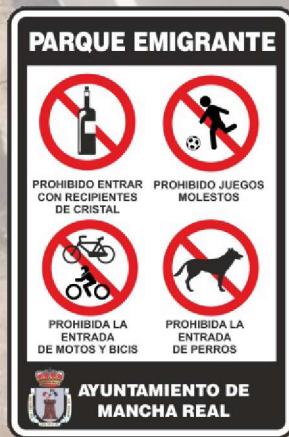 PARQUE EMIGRANTE
PROHIBIDO ENTRAR
CON RECIPIENTES
DE CRISTAL
PROHIBIDO JUEGOS
MOLESTOS
PROHIBIDA LA
ENTRADA
DE MOTOS Y BICIS
PROHIBIDA LA
ENTRADA
DE PERROS
AYUNTAMIENTO DE
MANCHA REAL